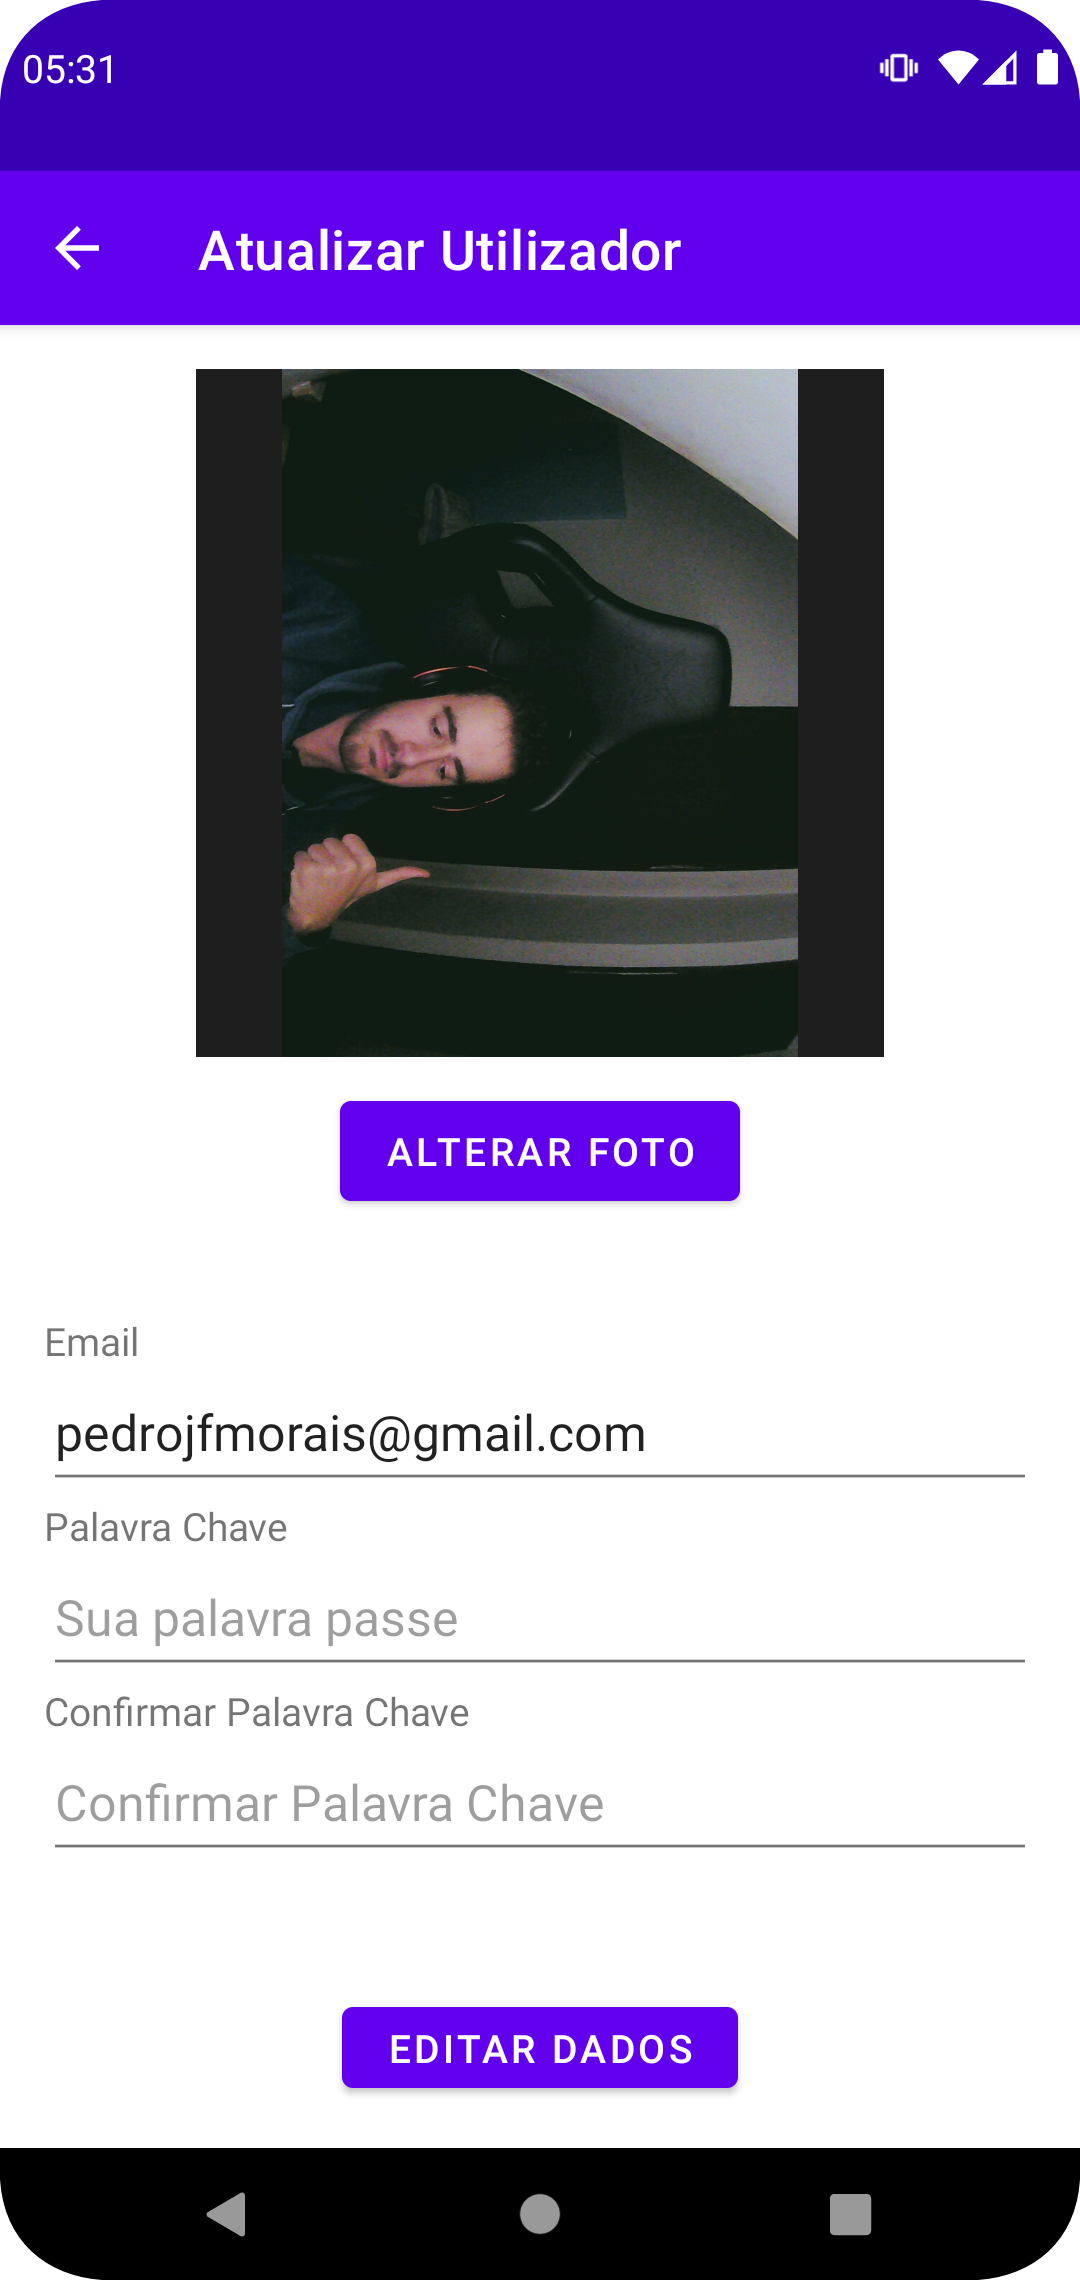 05:31
Atualizar Utilizador
ALTERAR FOTO
Email
pedrojfmorais@gmail.com
Palavra Chave
Sua palavra passe
Confirmar Palavra Chave
Confirmar Palavra Chave
EDITAR DADOS